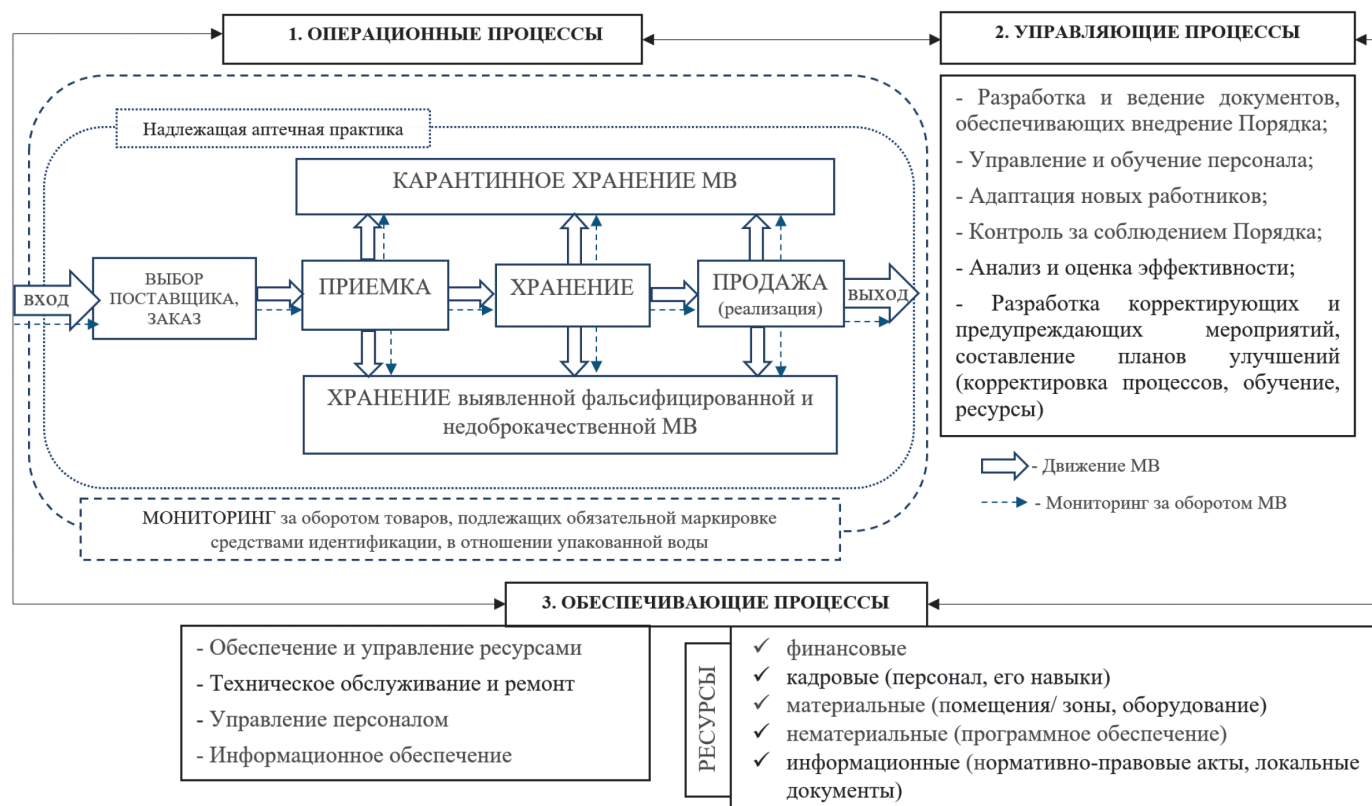 1. ОПЕРАЦИОННЫЕ ПРОЦЕССЫ
2. УПРАВЛЯЮЩИЕ ПРОЦЕССЫ
Надлежащая аптечная практика
КАРАНТИННОЕ ХРАНЕНИЕ МВ
ВХОД
ВЫБОР
ПОСТАВЩИКА,
ЗАКАЗ
ПРИЕМКА
ХРАНЕНИЕ
ПРОДАЖА
(реализация)
ВЫХОД
ХРАНЕНИЕ выявленной фальсифицированной и
недоброкачественной МВ
МОНИТОРИНГ за оборотом товаров, подлежащих обязательной маркировке
средствами идентификации, в отношении упакованной воды
- Разработка и ведение документов,
обеспечивающих внедрение Порядка;
- Управление и обучение персонала;
- Адаптация новых работников;
- Контроль за соблюдением Порядка;
- Анализ и оценка эффективности;
- Разработка корректирующих и
предупреждающих мероприятий,
составление планов улучшений
(корректировка процессов, обучение,
ресурсы)
- Движение МВ
- Мониторинг за оборотом МВ
3. ОБЕСПЕЧИВАЮЩИЕ ПРОЦЕССЫ
- Обеспечение и управление ресурсами
- Техническое обслуживание и ремонт
- Управление персоналом
- Информационное обеспечение
РЕСУРСЫ
✓ финансовые
✓ кадровые (персонал, его навыки)
✓ материальные (помещения/ зоны, оборудование)
✓ нематериальные (программное обеспечение)
✓ информационные (нормативно-правовые акты, локальные
документы)